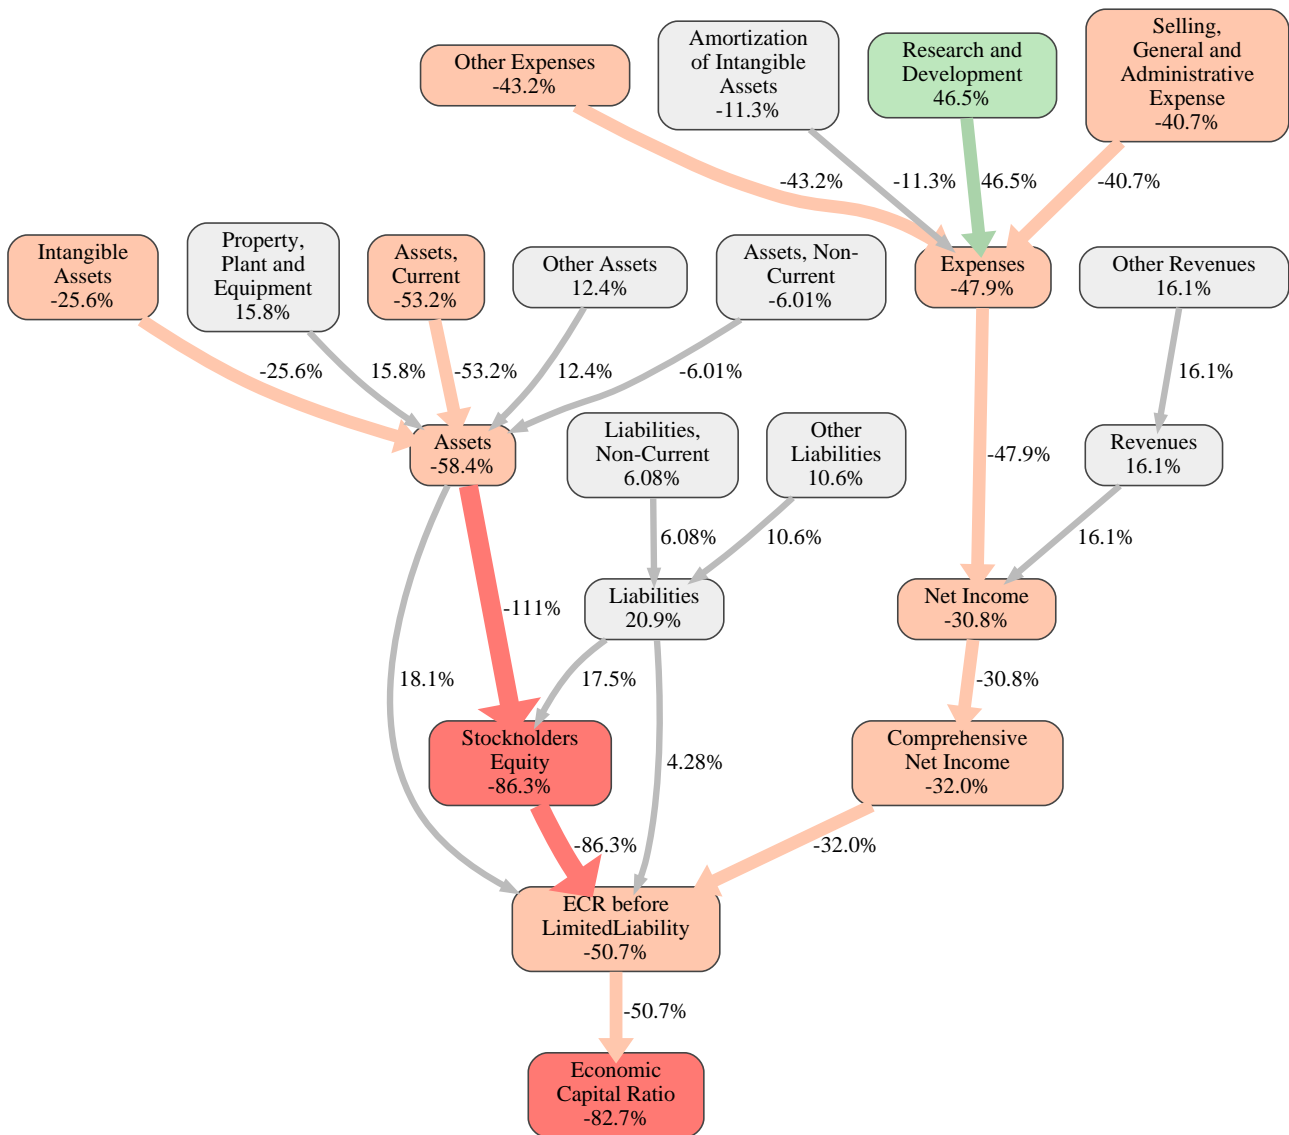 Other Expenses
-43.2%
Amortization
of Intangible
Assets
-11.3%
Research and
Development
46.5%
Selling,
General and
Administrative
Expense
-40.7%
-43.2%
-11.3%
46.5%
-40.7%
Intangible
Assets
-25.6%
Property,
Plant and
Equipment
15.8%
Assets,
Current
-53.2%
Other Assets
12.4%
Assets, Non-
Current
-6.01%
Expenses
-47.9%
Other Revenues
16.1%
-25.6%
15.8%
-53.2%
12.4%
-6.01%
16.1%
Assets
-58.4%
Liabilities,
Non-Current
6.08%
Other
Liabilities
10.6%
-47.9%
Revenues
16.1%
6.08%
10.6%
16.1%
-111%
Liabilities
20.9%
Net Income
-30.8%
18.1%
17.5%
-30.8%
Stockholders
Equity
-86.3%
4.28%
Comprehensive
Net Income
-32.0%
-86.3%
-32.0%
ECR before
LimitedLiability
-50.7%
-50.7%
Economic
Capital Ratio
-82.7%